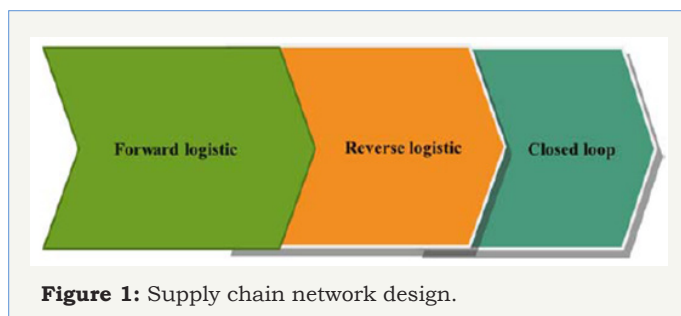 Forward logistic
Reverse logistic
Closed loop
Figure 1: Supply chain network design.